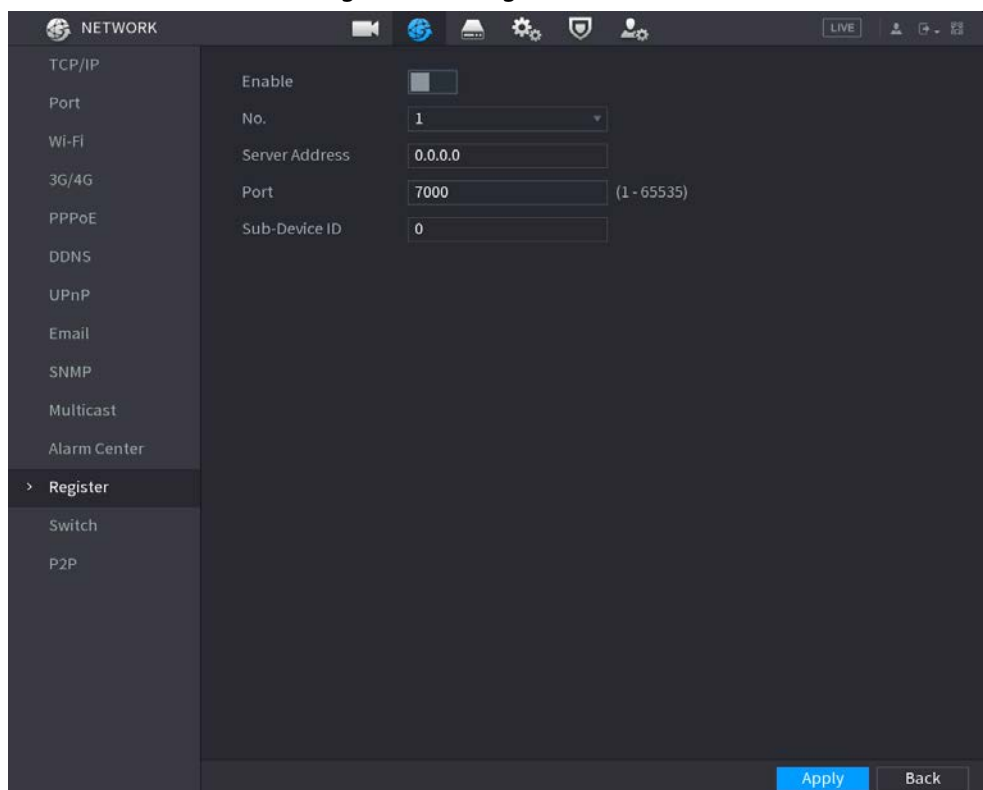 NETWORK
LIVE
TCP/IP
Port
Wi-Fi
3G/4G
PPPoE
DDNS
UPnP
Email
SNMP
Multicast
Alarm Center
> Register
Switch
P2P
Enable
No. 1
Server Address 0.0.0.0
Port 7000 (1 - 65535)
Sub-Device ID 0
Apply Back